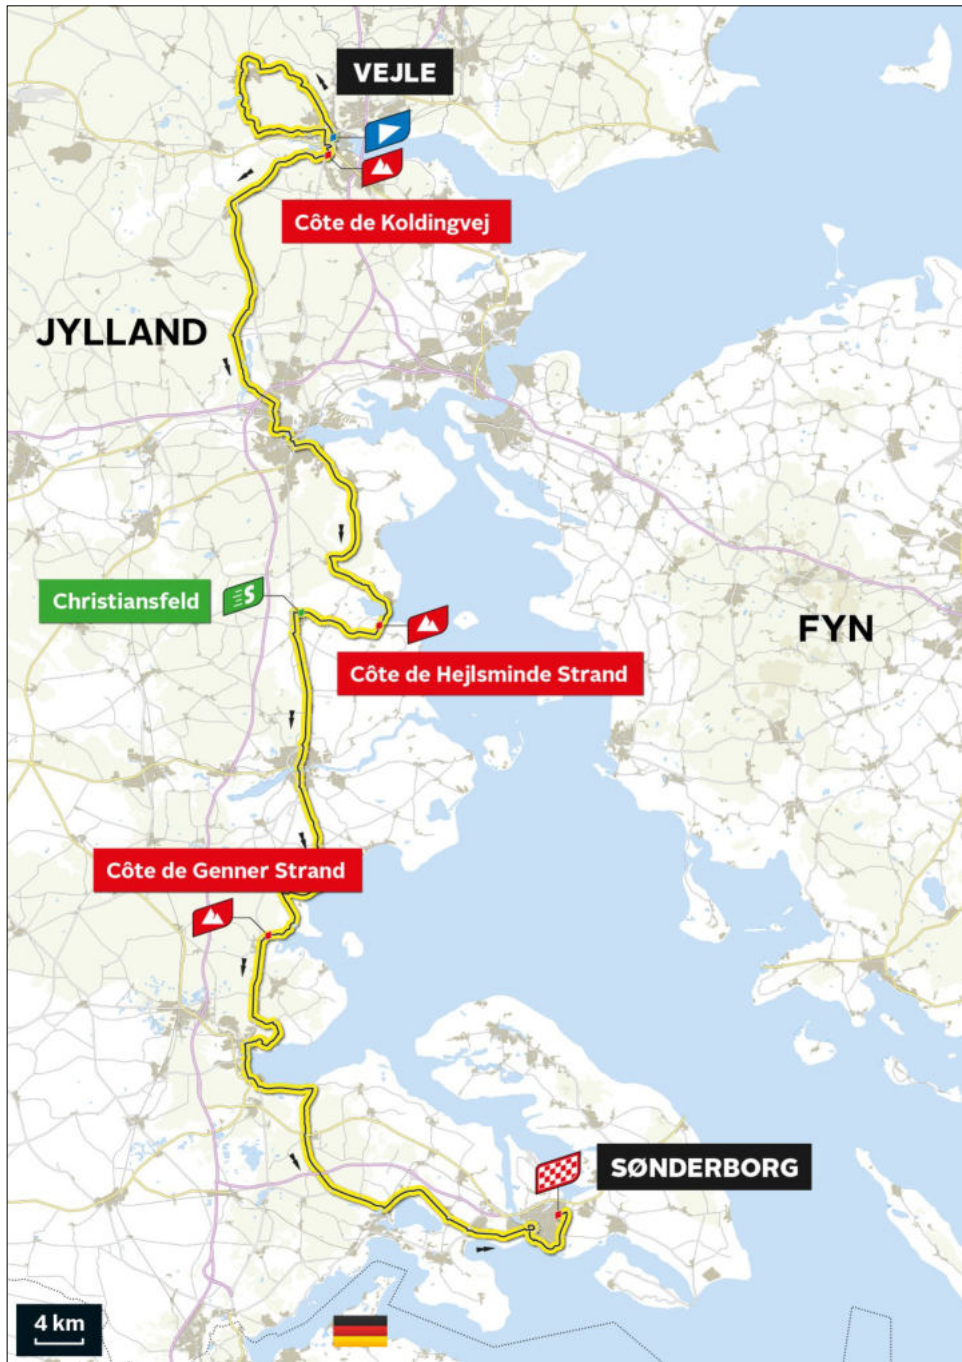 VEJLE
Côte de Koldingvej
JYLLAND
Christiansfeld
S
FYN
Côte de Hejlsminde Strand
Côte de Genner Strand
SØNDERBORG
4 km